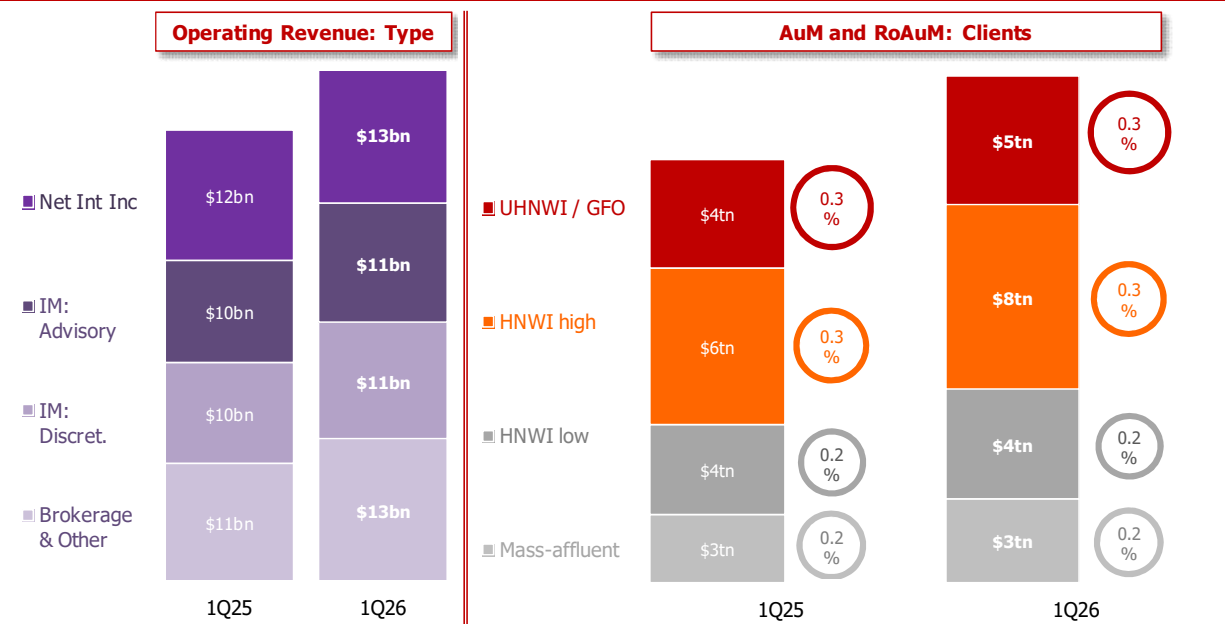 Operating Revenue: Type
Net Int Inc
IM:
Advisory
IM:
Discret.
Brokerage
& Other
$12bn
$10bn
$10bn
$11bn
1Q25
$13bn
$11bn
$11bn
$13bn
1Q26
AuM and RoAuM: Clients
UHNWI / GFO
HNWI high
HNWI low
Mass-affluent
$4tn
$6tn
$4tn
$3tn
0.3
%
0.3
%
0.2
%
0.2
%
1Q25
$5tn
$8tn
$4tn
$3tn
0.3
%
0.3
%
0.2
%
0.2
%
1Q26